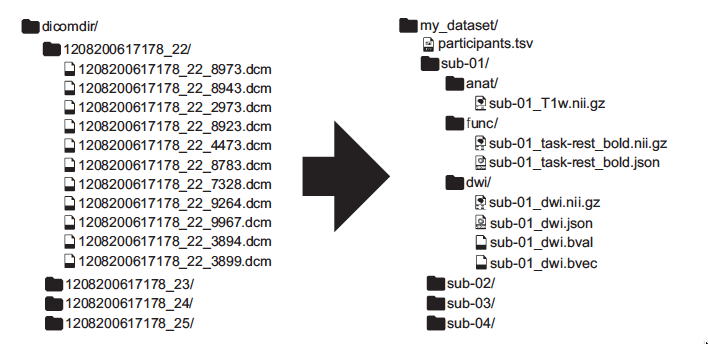 dicomdir/
1208200617178_22/
1208200617178_22_8973.dcm
1208200617178_22_8943.dcm
1208200617178_22_2973.dcm
1208200617178_22_8923.dcm
1208200617178_22_4473.dcm
1208200617178_22_8783.dcm
1208200617178_22_7328.dcm
1208200617178_22_9264.dcm
1208200617178_22_9967.dcm
1208200617178_22_3894.dcm
1208200617178_22_3899.dcm
1208200617178_23/
1208200617178_24/
1208200617178_25/
my_dataset/
participants.tsv
sub-01/
anat/
sub-01_T1w.nii.gz
func/
sub-01_task-rest_bold.nii.gz
sub-01_task-rest_bold.json
dwi/
sub-01_dwi.nii.gz
sub-01_dwi.json
sub-01_dwi.bval
sub-01_dwi.bvec
sub-02/
sub-03/
sub-04/